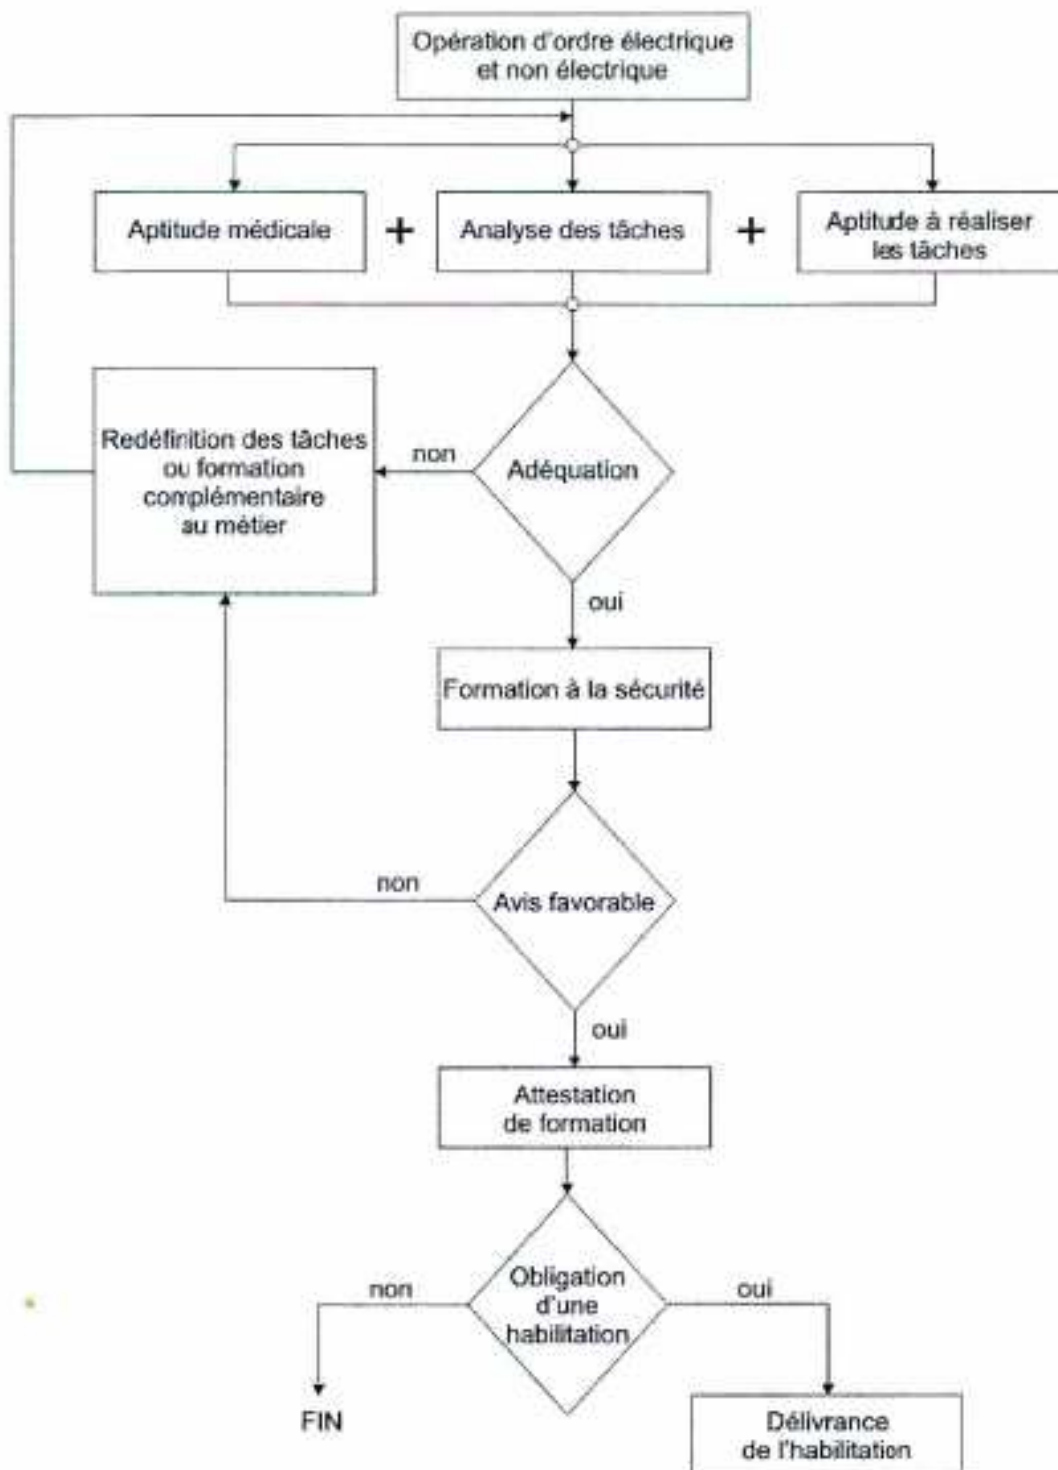 Opération d'ordre électrique
et non électrique
Aptitude médicale
+
Analyse des tâches
+
Aptitude à réaliser
les tâches
Redéfinition des tâches
ou formation
complémentaire
au métier
non
Adéquation
oui
Formation à la sécurité
non
Avis favorable
oui
Attestation
de formation
non
Obligation
d'une
habilitation
oui
FIN
Délivrance
de l'habilitation